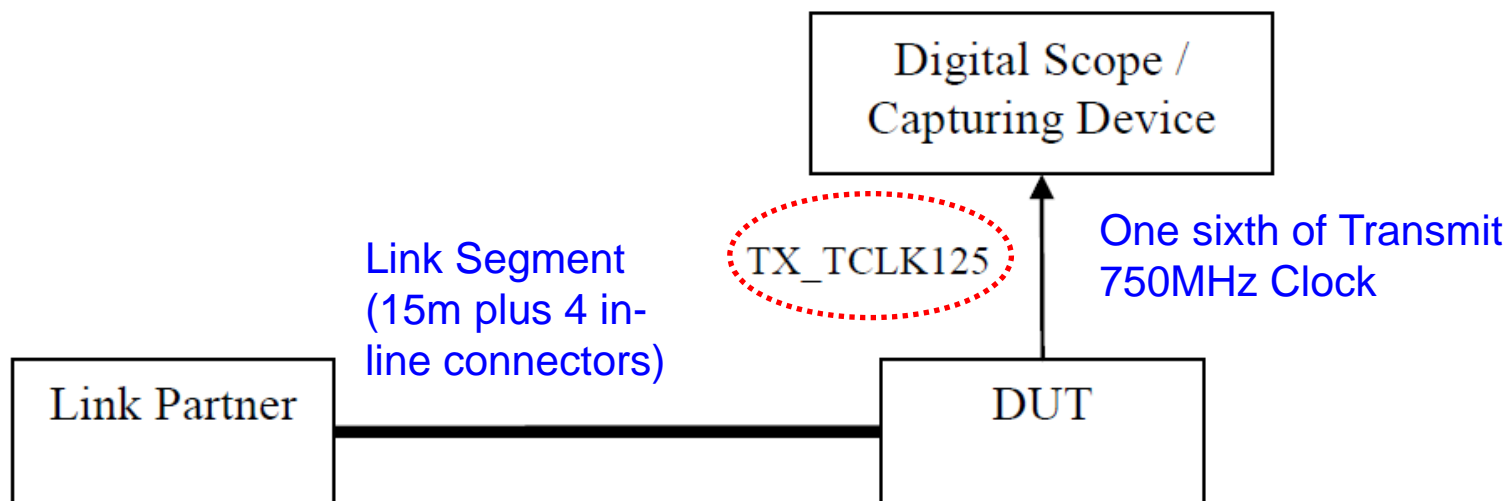 Digital Scope /
Capturing Device
TX_TCLK125
One sixth of Transmit
750MHz Clock
Link Segment
(15m plus 4 in-
line connectors)
Link Partner
DUT